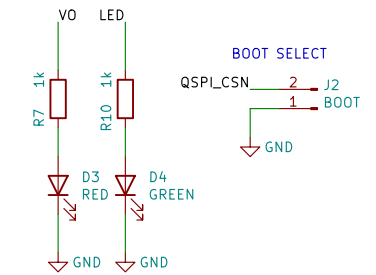 VO
LED
1k
R7
1k
R10
D3
RED
D4
GREEN
GND
GND
BOOT SELECT
QSPI_CSN
2
J2
1
BOOT
GND